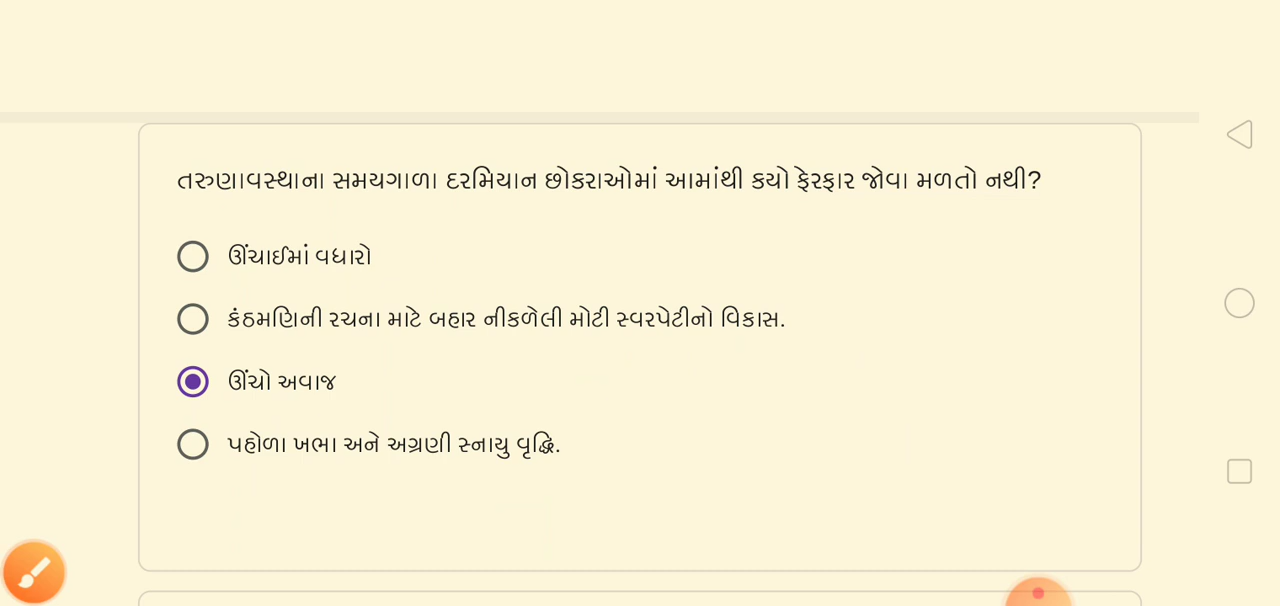 તરુણાવસ્થાના સમયગાળા દરમિયાન છોકરાઓમાં આમાંથી કયો ફેરફાર જોવા મળતો નથી?
ઊંચાઈમાં વધારો
કંઠમણિની રચના માટે બહાર નીકળેલી મોટી સ્વરપેટીનો વિકાસ.
ઊંચો અવાજ
પહોળા ખભા અને અગ્રણી સ્નાયુ વૃદ્ધિ.